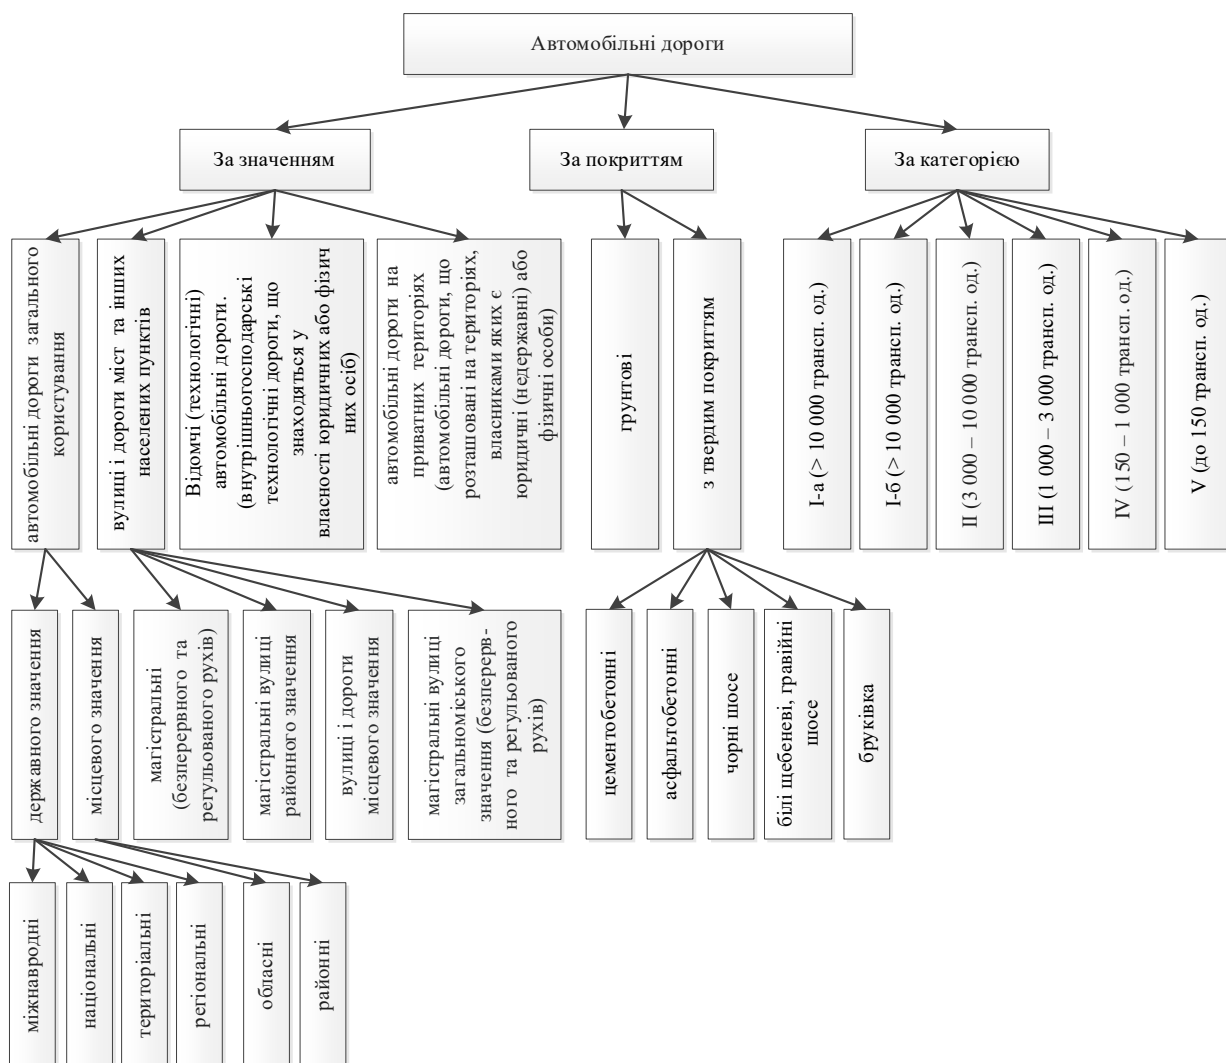 Автомобільні дороги
За значенням
За покриттям
За категорією
автомобільні дороги загального
користування
вулиці і дороги міст та інших
населених пунктів
Відомчі (технологічні)
автомобільні дороги.
(внутрішньогосподарські
технологічні дороги, що
знаходяться у
власності юридичних або фізич
них осіб)
автомобільні дороги на
приватних територіях
(автомобільні дороги, що
розташовані на територіях,
власниками яких є
юридичні (недержавні) або
фізичні особи)
грунтові
з твердим покриттям
І-а (> 10 000 трансп. од.)
І-б (> 10 000 трансп. од.)
ІІ (3 000 – 10 000 трансп. од.)
ІІІ (1 000 – 3 000 трансп. од.)
IV (150 – 1 000 трансп. од.)
V (до 150 трансп. од.)
державного значення
місцевого значення
магістральні
(безперервного та
регульованого рухів)
магістральні вулиці
районного значення
вулиці і дороги
місцевого значення
магістральні вулиці
загальноміського
значення (безперерв-
ного та регульованого
рухів)
цементобетонні
асфальтобетонні
чорні шосе
білі щебеневі, гравійні
шосе
бруківка
міжнавродні
національні
територіальні
регіональні
обласні
районні